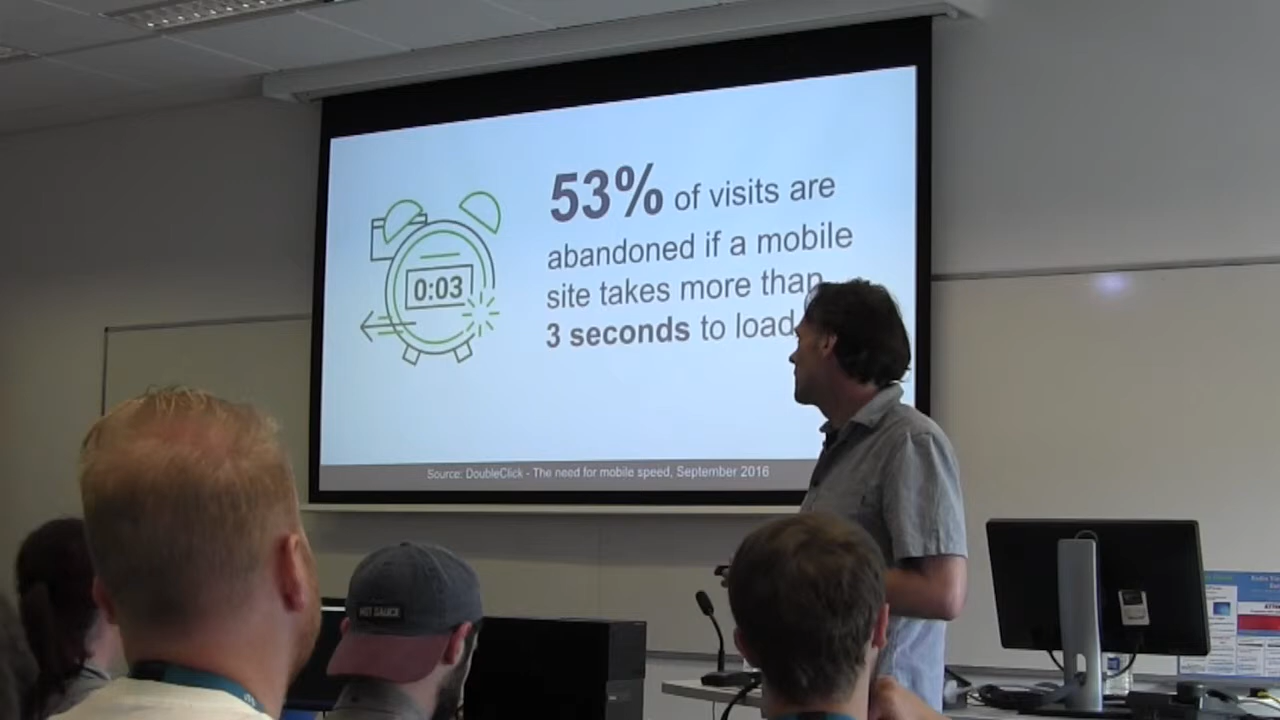 53% of visits are
abandoned if a mobile
site takes more than
3 seconds to load
0:03
Source: DoubleClick - The need for mobile speed, September 2016
HOT SAUCE